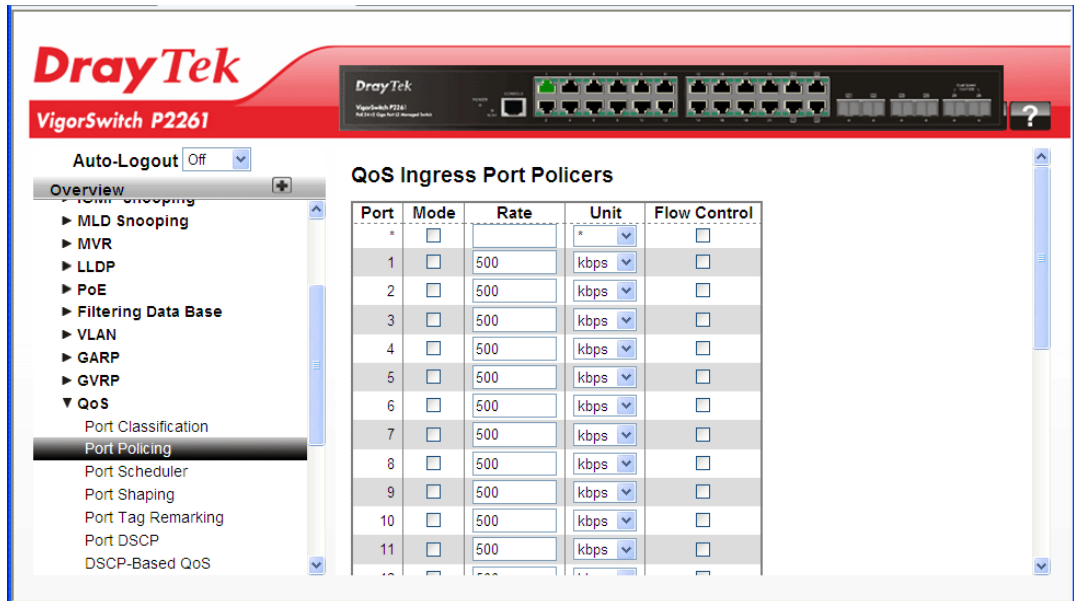 DrayTek
VigorSwitch P2261
DrayTek
VigorSwitch P2261
Auto-Logout Off
Overview
IGMP Snooping
MLD Snooping
MVR
LLDP
PoE
Filtering Data Base
VLAN
GARP
GVRP
QoS
Port Classification
Port Policing
Port Scheduler
Port Shaping
Port Tag Remarking
Port DSCP
DSCP-Based QoS
?
QoS Ingress Port Policers
Port Mode Rate Unit Flow Control
* *
1 500 kbps
2 500 kbps
3 500 kbps
4 500 kbps
5 500 kbps
6 500 kbps
7 500 kbps
8 500 kbps
9 500 kbps
10 500 kbps
11 500 kbps